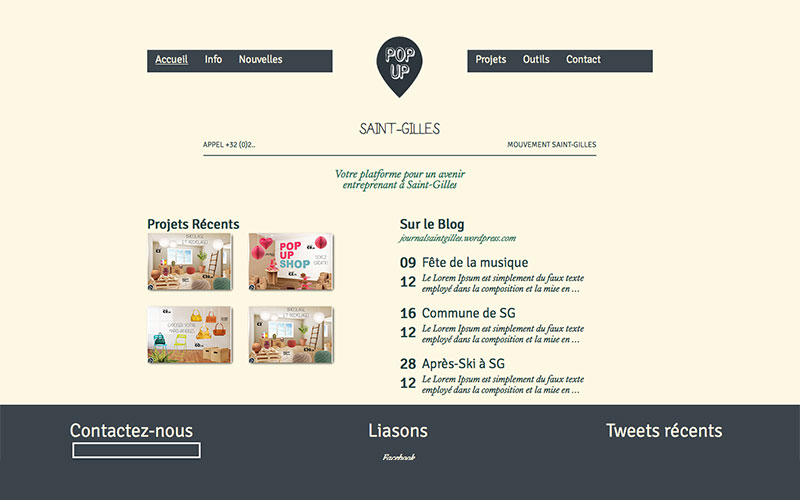 Accueil Info Nouvelles
POP
UP
Projets Outils Contact
SAINT-GILLES
APPEL +32 (0)2..
MOUVEMENT SAINT-GILLES
Votre platforme pour un avenir
entreprenant à Saint-Gilles
Projets Récents
BRICOLAGE
ET RECYCLAGE!
POP
UP
SHOP
Sur le Blog
journalsaintgilles.wordpress.com
09 Fête de la musique
12 Le Lorem Ipsum est simplement du faux texte
employé dans la composition et la mise en ...
16 Commune de SG
12 Le Lorem Ipsum est simplement du faux texte
employé dans la composition et la mise en ...
28 Après-Ski à SG
12 Le Lorem Ipsum est simplement du faux texte
employé dans la composition et la mise en ...
Contactez-nous
Liasons
Facebook
Tweets récents